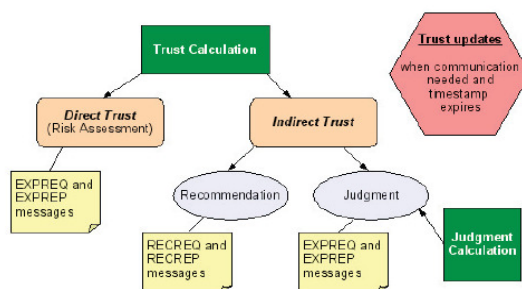 Trust Calculation
Trust updates
when communication
needed and
timestamp
expires
Direct Trust
(Risk Assessment)
Indirect Trust
EXPREQ and
EXPREP
messages
Recommendation
Judgment
RECREQ and
RECREP
messages
EXPREQ and
EXPREP
messages
Judgment
Calculation